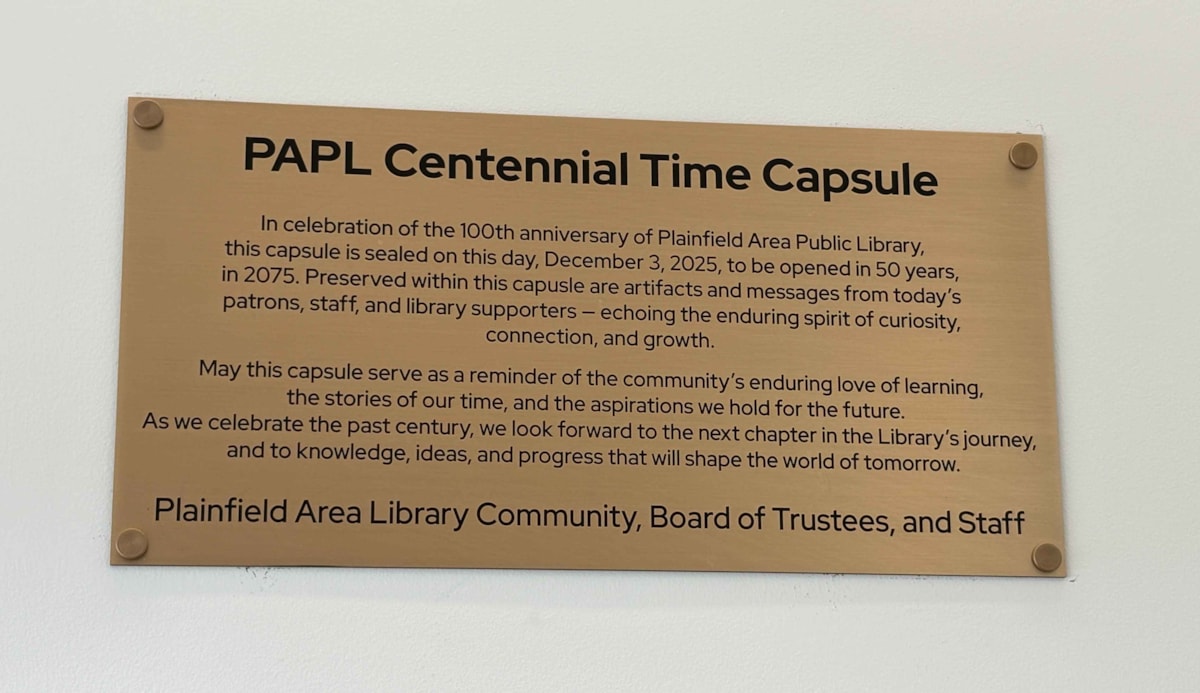 PAPL Centennial Time Capsule
In celebration of the 100th anniversary of Plainfield Area Public Library,
this capsule is sealed on this day, December 3, 2025, to be opened in 50 years,
in 2075. Preserved within this capusle are artifacts and messages from today's
patrons, staff, and library supporters – echoing the enduring spirit of curiosity,
connection, and growth.
May this capsule serve as a reminder of the community's enduring love of learning,
the stories of our time, and the aspirations we hold for the future.
As we celebrate the past century, we look forward to the next chapter in the Library's journey,
and to knowledge, ideas, and progress that will shape the world of tomorrow.
Plainfield Area Library Community, Board of Trustees, and Staff